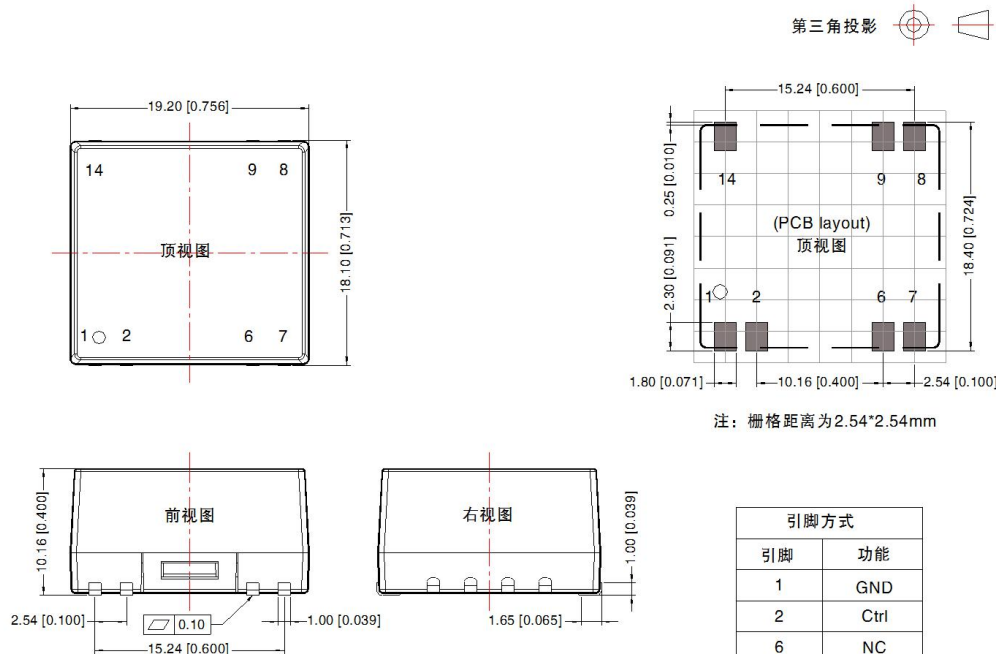 第三角投影
19.20 [0.756]
14 9 8
顶视图
18.10 [0.713]
1 2 6 7
15.24 [0.600]
0.25 [0.010]
14 9 8
(PCB layout)
顶视图
18.40 [0.724]
2.30 [0.091]
1 2 6 7
1.80 [0.071] 10.16 [0.400] 2.54 [0.100]
注：栅格距离为2.54*2.54mm
10.16 [0.400]
前视图
2.54 [0.100]
0.10
1.00 [0.039]
15.24 [0.600]
右视图
1.00 [0.039]
1.65 [0.065]
引脚方式
引脚 功能
1 GND
2 Ctrl
6 NC